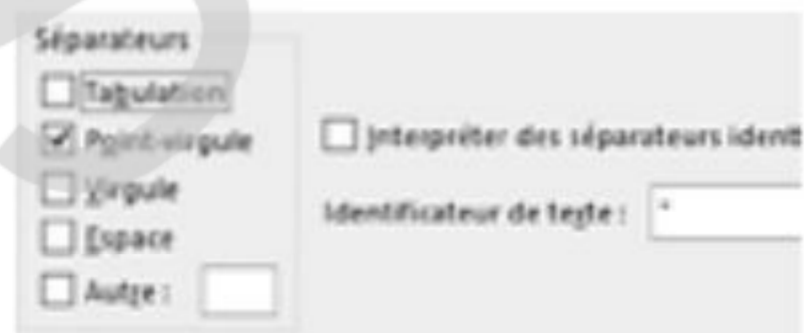 Séparateurs
Tabulation
Point-virgule
Virgule
Espace
Autre :
Interpréter des séparateurs identi
Identificateur de texte : "